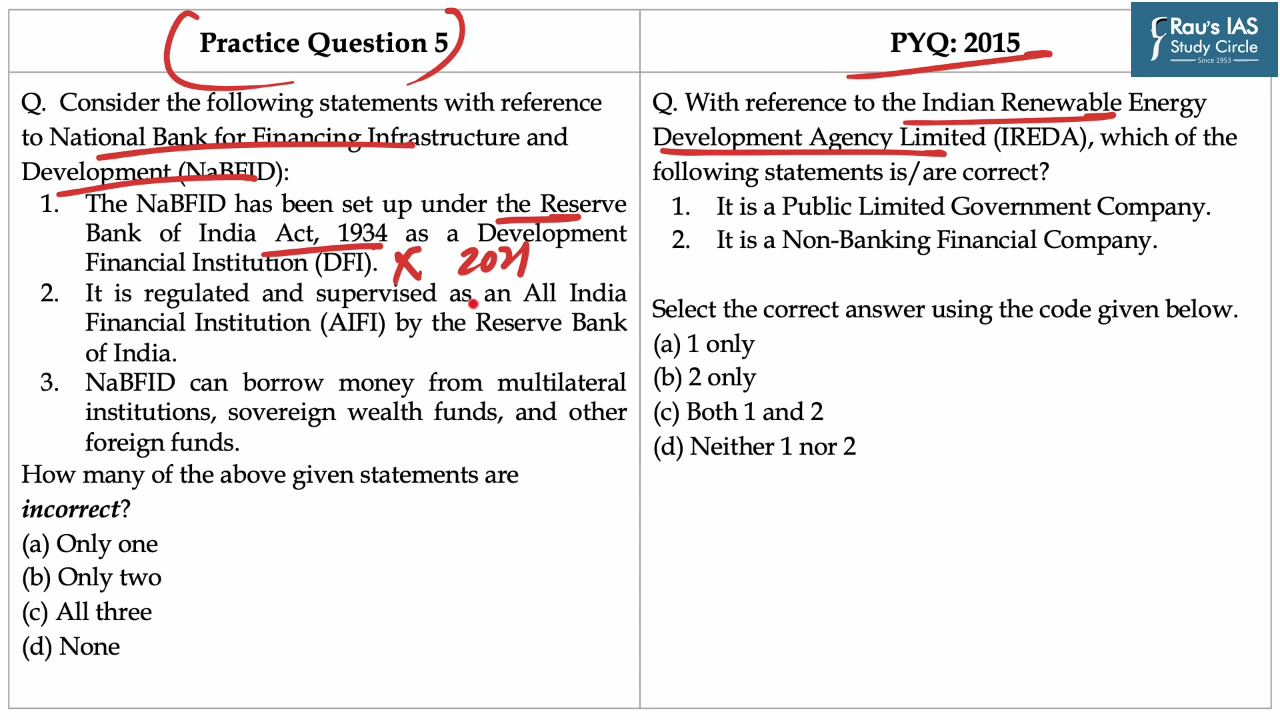 Practice Question 5
Q. Consider the following statements with reference
to National Bank for Financing Infrastructure and
Development (NaBFID):
1. The NaBFID has been set up under the Reserve
Bank of India Act, 1934 as a Development
Financial Institution (DFI). X 2021
2. It is regulated and supervised as an All India
Financial Institution (AIFI) by the Reserve Bank
of India.
3. NaBFID can borrow money from multilateral
institutions, sovereign wealth funds, and other
foreign funds.
How many of the above given statements are
incorrect?
(a) Only one
(b) Only two
(c) All three
(d) None
PYQ: 2015
Rau's IAS
Study Circle
Since 1953
Q. With reference to the Indian Renewable Energy
Development Agency Limited (IREDA), which of the
following statements is/are correct?
1. It is a Public Limited Government Company.
2. It is a Non-Banking Financial Company.
Select the correct answer using the code given below.
(a) 1 only
(b) 2 only
(c) Both 1 and 2
(d) Neither 1 nor 2